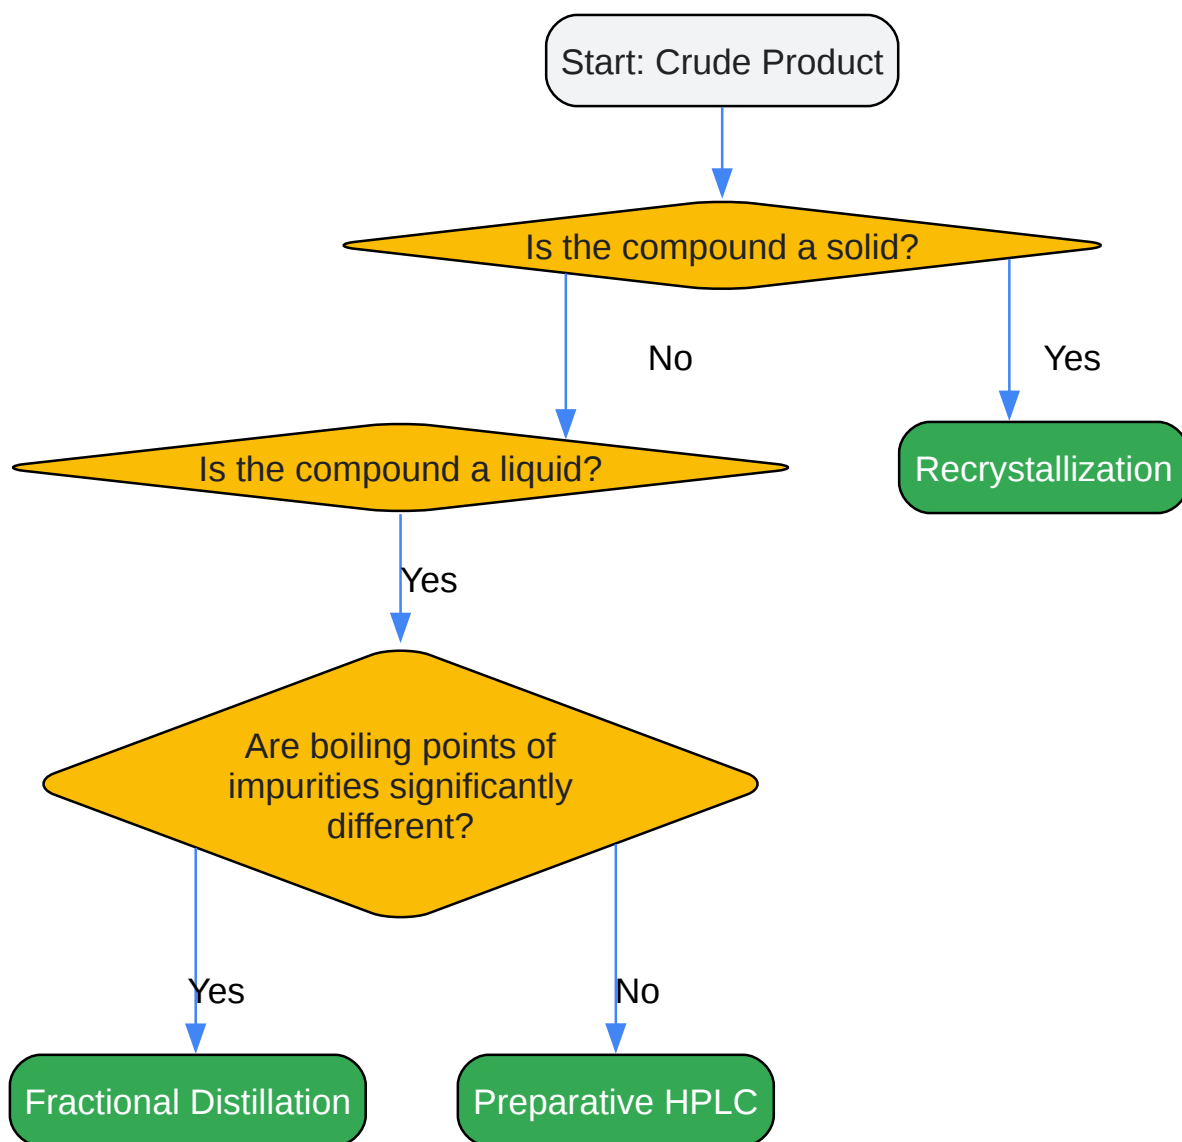 Start: Crude Product
Is the compound a solid?
No
Yes
Is the compound a liquid?
Recrystallization
Yes
Are boiling points of
impurities significantly
different?
Yes
No
Fractional Distillation
Preparative HPLC